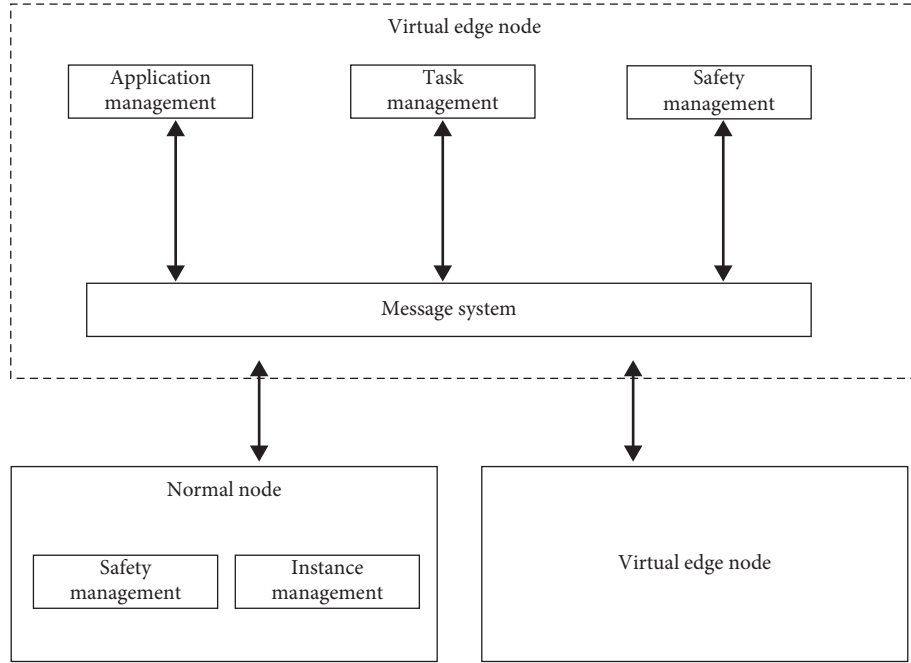 Virtual edge node
Application
management
Task
management
Safety
management
Message system
Normal node
Safety
management
Instance
management
Virtual edge node